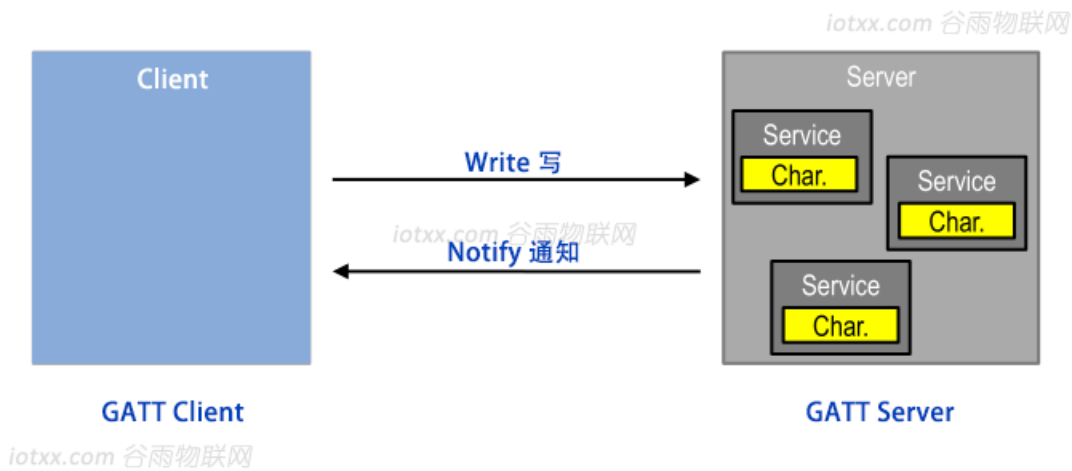 iotxx.com 谷雨物联网
Client
Server
Service
Char.
Write 写
Service
Char.
iotxx.com 谷雨物联网
Notify 通知
Service
Char.
GATT Client
GATT Server
iotxx.com 谷雨物联网